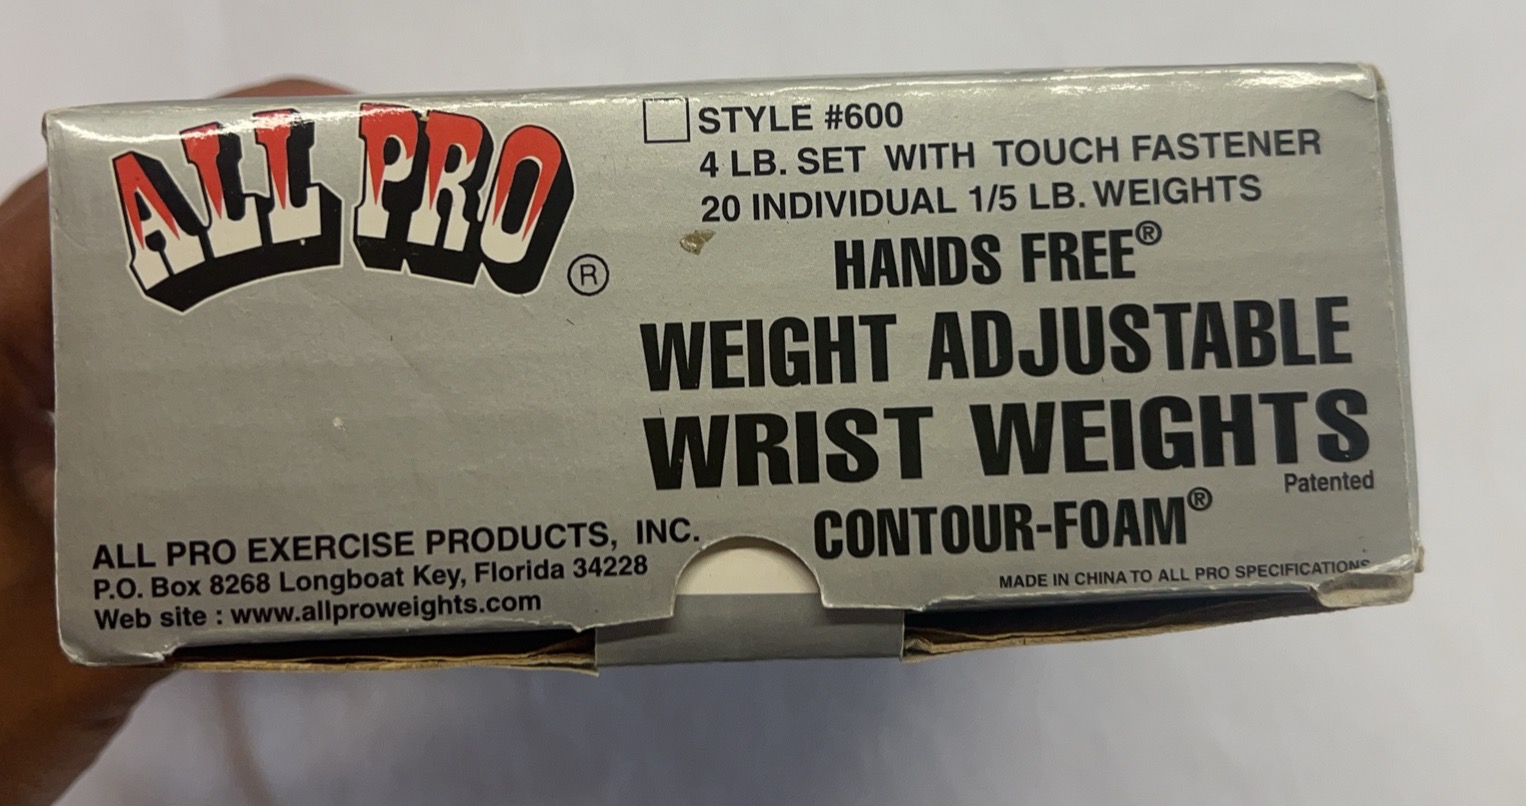 ALL PRO ®
STYLE #600
4 LB. SET WITH TOUCH FASTENER
20 INDIVIDUAL 1/5 LB. WEIGHTS
HANDS FREE®
WEIGHT ADJUSTABLE
WRIST WEIGHTS
Patented
CONTOUR-FOAM®
MADE IN CHINA TO ALL PRO SPECIFICATIONS
ALL PRO EXERCISE PRODUCTS, INC.
P.O. Box 8268 Longboat Key, Florida 34228
Web site : www.allproweights.com